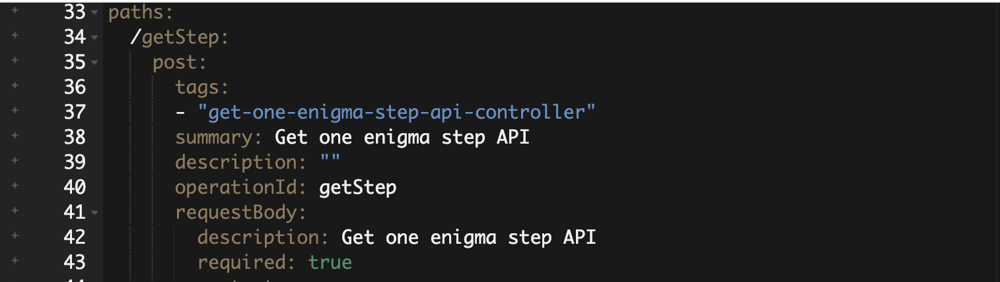 33 paths:
34 /getStep:
35 post:
36 tags:
37 - "get-one-enigma-step-api-controller"
38 summary: Get one enigma step API
39 description: ""
40 operationId: getStep
41 requestBody:
42 description: Get one enigma step API
43 required: true